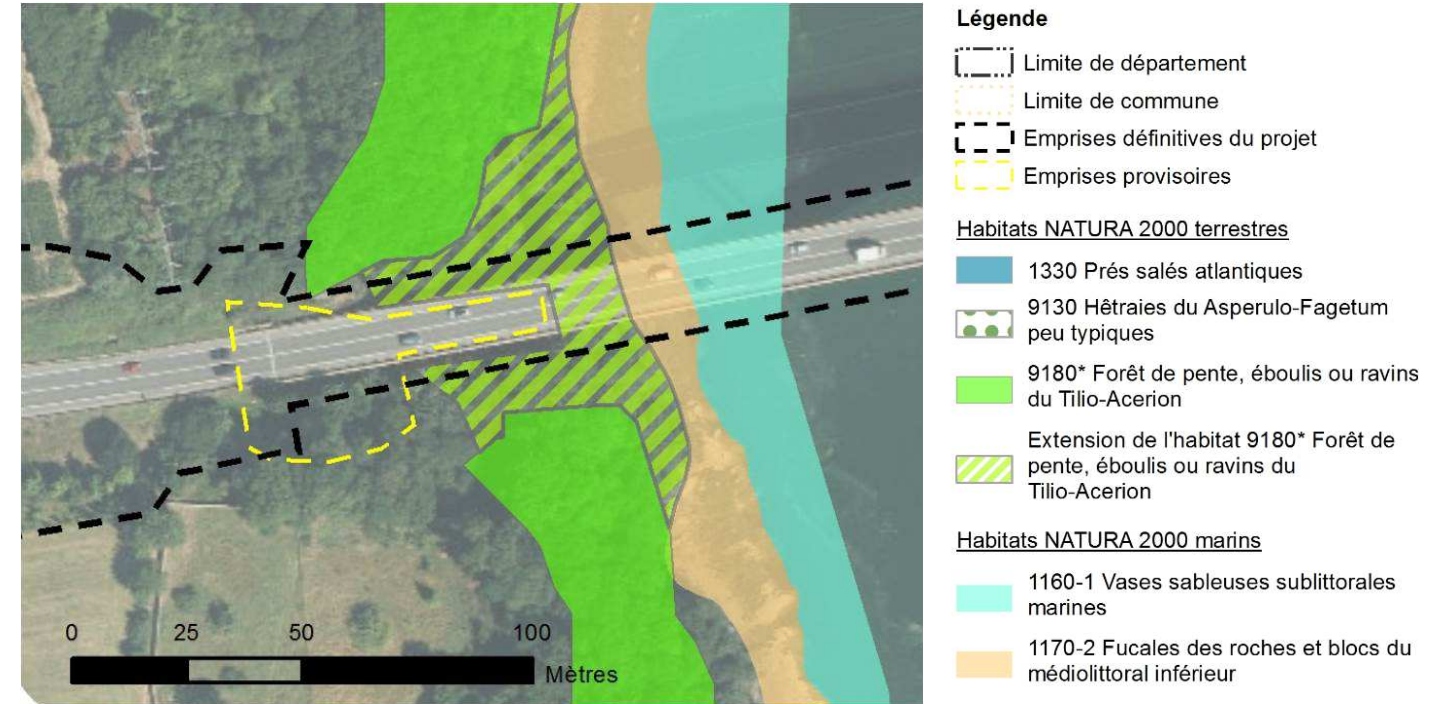 Légende
Limite de département
Limite de commune
Emprises définitives du projet
Emprises provisoires
Habitats NATURA 2000 terrestres
1330 Prés salés atlantiques
9130 Hêtraies du Asperulo-Fagetum
peu typiques
9180* Forêt de pente, éboulis ou ravins
du Tilio-Acerion
Extension de l'habitat 9180* Forêt de
pente, éboulis ou ravins du
Tilio-Acerion
Habitats NATURA 2000 marins
1160-1 Vases sableuses sublittorales
marines
1170-2 Fucales des roches et blocs du
médiolittoral inférieur
0 25 50 100
Mètres